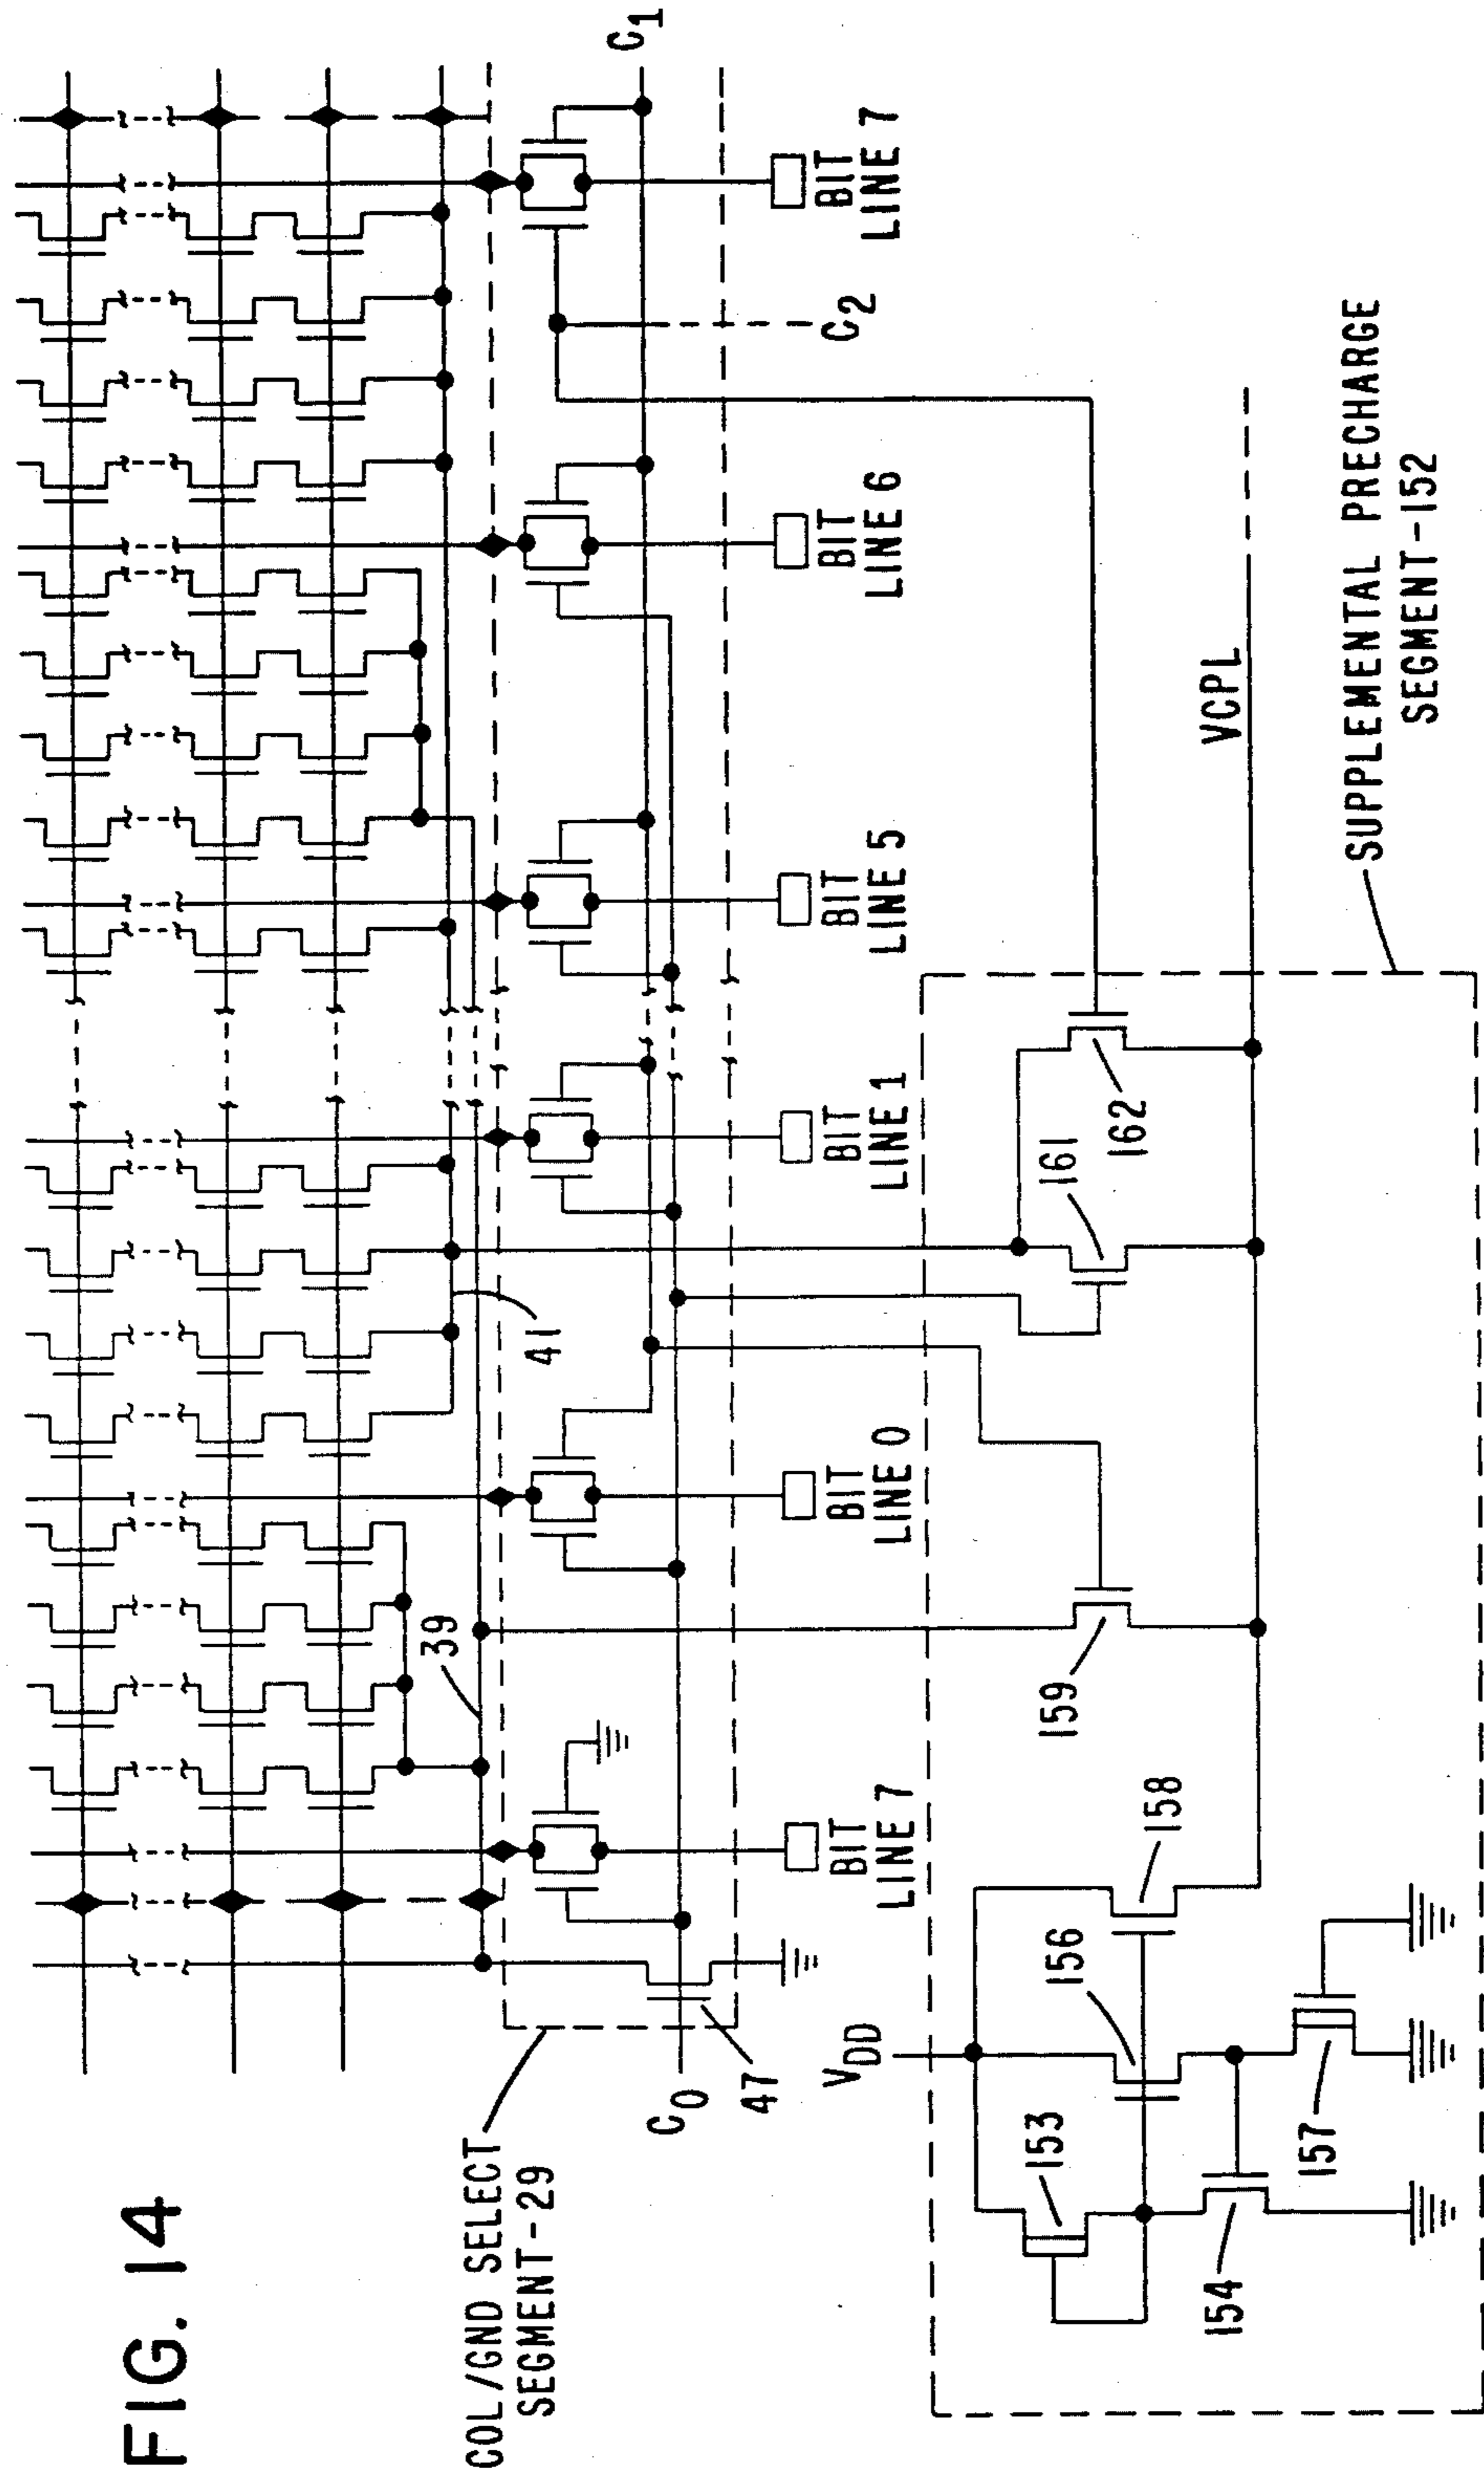 FIG. 14
COL/GND SELECT
SEGMENT-29
C0
47
39
41
C1
C2
BIT
LINE 7
BIT
LINE 0
BIT
LINE 1
BIT
LINE 5
BIT
LINE 6
BIT
LINE 7
VDD
153
154
156
157
158
159
161
162
VCPL
SUPPLEMENTAL PRECHARGE
SEGMENT-152